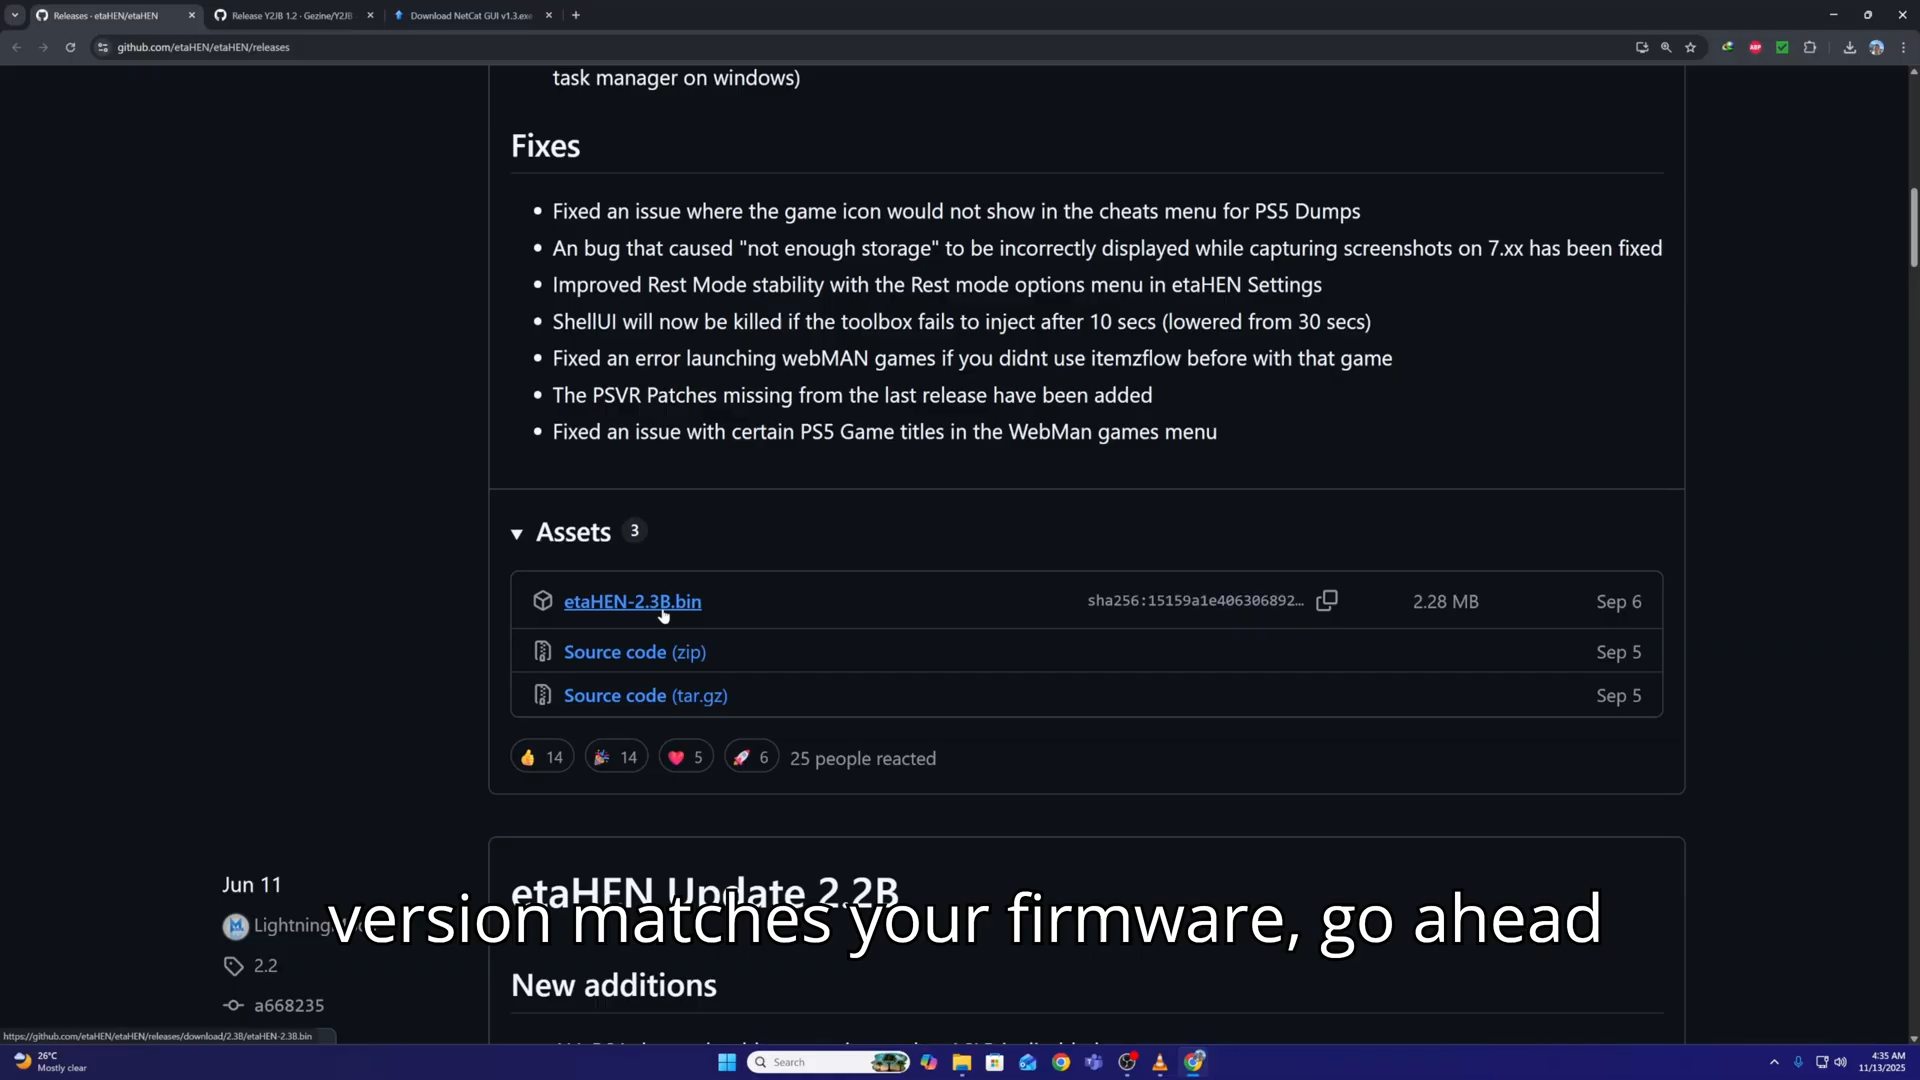 Releases · etaHEN/etaHEN
Release Y2JB 1.2 · Gezine/Y2JB
Download NetCat GUI v1.3.exe
github.com/etaHEN/etaHEN/releases
task manager on windows)
Fixes
Fixed an issue where the game icon would not show in the cheats menu for PS5 Dumps
An bug that caused "not enough storage" to be incorrectly displayed while capturing screenshots on 7.xx has been fixed
Improved Rest Mode stability with the Rest mode options menu in etaHEN Settings
ShellUI will now be killed if the toolbox fails to inject after 10 secs (lowered from 30 secs)
Fixed an error launching webMAN games if you didnt use itemzflow before with that game
The PSVR Patches missing from the last release have been added
Fixed an issue with certain PS5 Game titles in the WebMan games menu
Assets 3
etaHEN-2.3B.bin sha256:15159a1e406306892… 2.28 MB Sep 6
Source code (zip) Sep 5
Source code (tar.gz) Sep 5
👍 14 🎉 14 ❤️ 5 🚀 6 25 people reacted
Jun 11
etaHEN Update 2.2B
version matches your firmware, go ahead
2.2
New additions
a668235
https://github.com/etaHEN/etaHEN/releases/download/2.3B/etaHEN-2.3B.bin
26°C
Mostly clear
Search
4:35 AM
11/13/2025